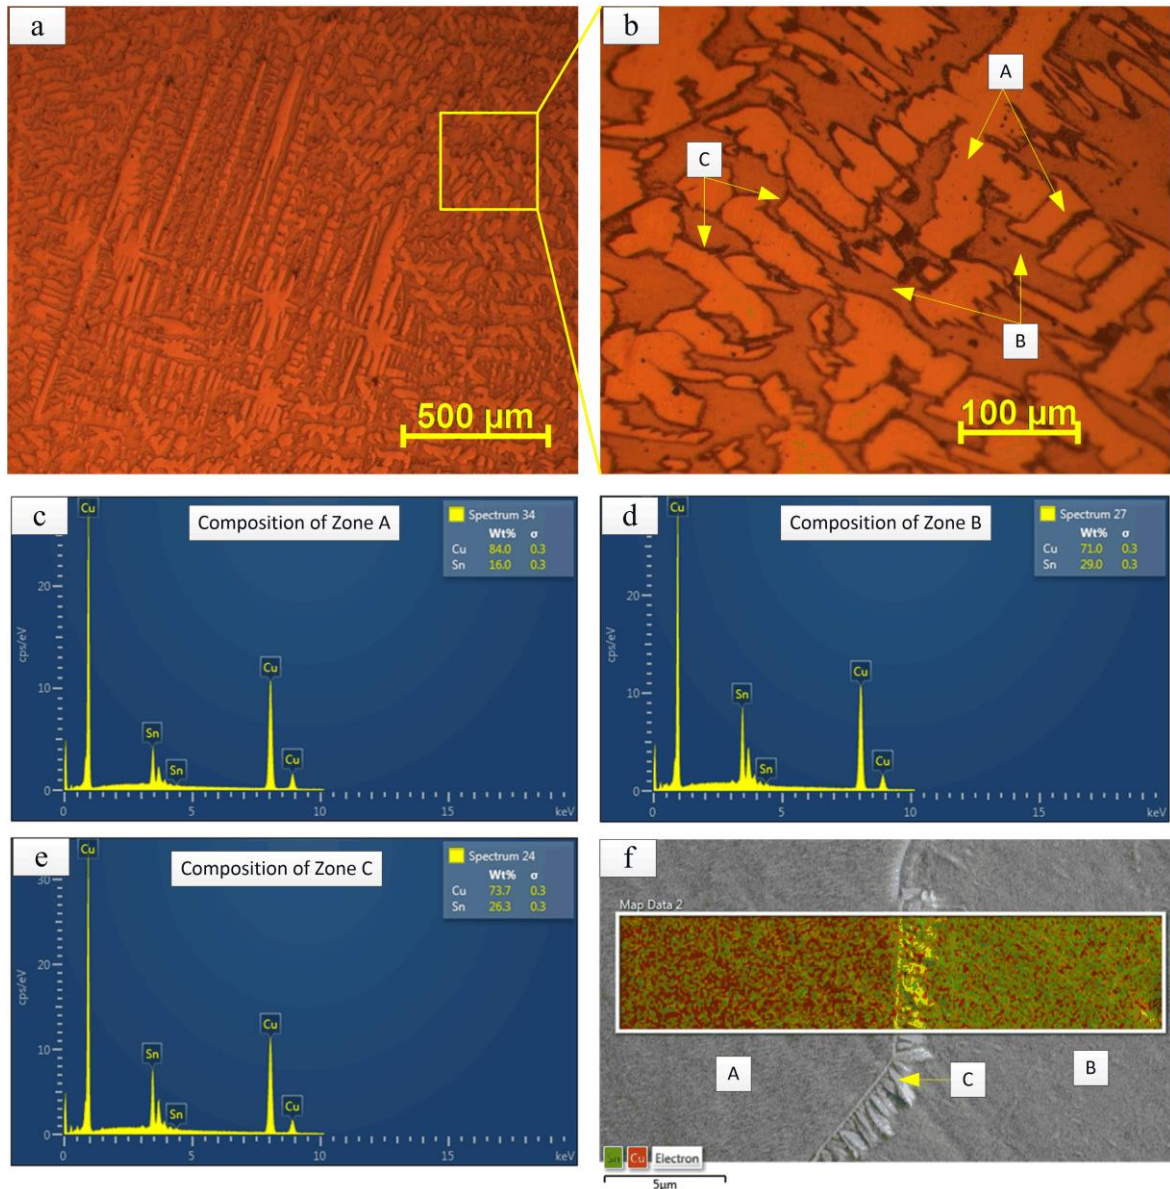 a
500 µm
b
A
C
B
100 µm
c
Cu
Composition of Zone A
Spectrum 34
Wt% σ
Cu 84.0 0.3
Sn 16.0 0.3
cps/eV
20
10
0
Sn
Sn
Cu
Cu
0 5 10 15 keV
d
Cu
Composition of Zone B
Spectrum 27
Wt% σ
Cu 71.0 0.3
Sn 29.0 0.3
cps/eV
20
10
0
Sn
Sn
Cu
Cu
0 5 10 15 keV
e
Cu
Composition of Zone C
Spectrum 24
Wt% σ
Cu 73.7 0.3
Sn 26.3 0.3
cps/eV
30
20
10
0
Sn
Sn
Cu
Cu
0 5 10 15 keV
f
Map Data 2
A
C
B
Sn Cu Electron
5µm